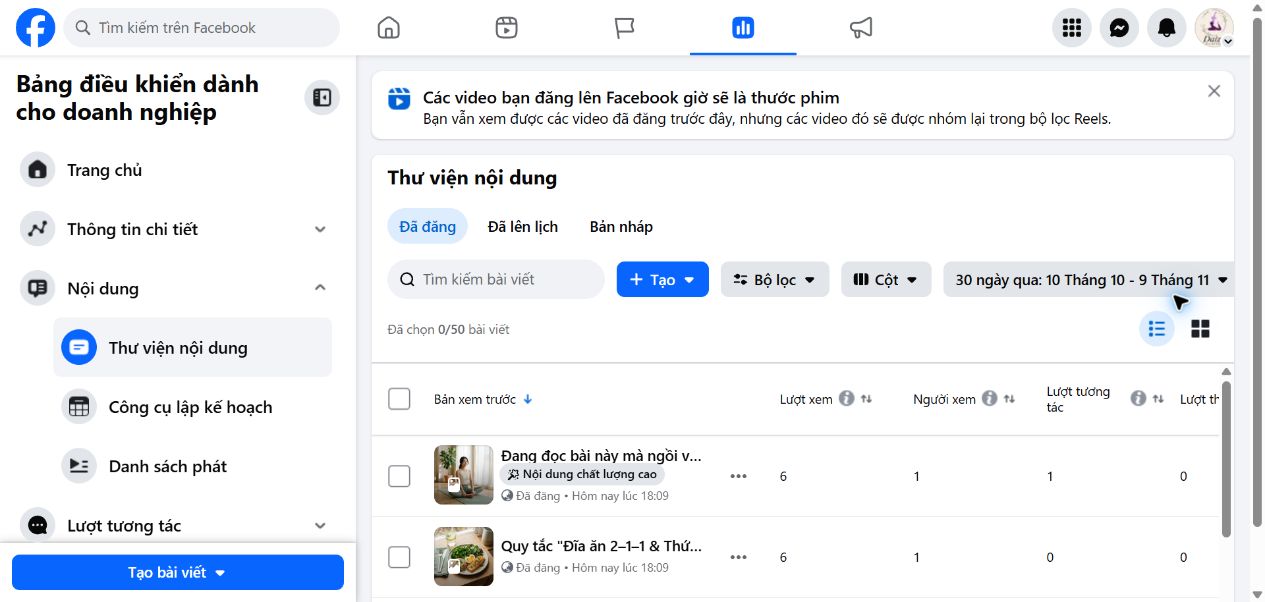 Tìm kiếm trên Facebook
Bảng điều khiển dành
cho doanh nghiệp
Trang chủ
Thông tin chi tiết
Nội dung
Thư viện nội dung
Công cụ lập kế hoạch
Danh sách phát
Lượt tương tác
Tạo bài viết
Các video bạn đăng lên Facebook giờ sẽ là thước phim
Bạn vẫn xem được các video đã đăng trước đây, nhưng các video đó sẽ được nhóm lại trong bộ lọc Reels.
Thư viện nội dung
Đã đăng Đã lên lịch Bản nháp
Tìm kiếm bài viết + Tạo Bộ lọc Cột 30 ngày qua: 10 Tháng 10 - 9 Tháng 11
Đã chọn 0/50 bài viết
Bản xem trước Lượt xem Người xem Lượt tương tác Lượt th
Đang đọc bài này mà ngồi v... 6 1 1 0
Nội dung chất lượng cao
Đã đăng • Hôm nay lúc 18:09
Quy tắc "Đĩa ăn 2–1–1 & Thứ... 6 1 0 0
Đã đăng • Hôm nay lúc 18:09